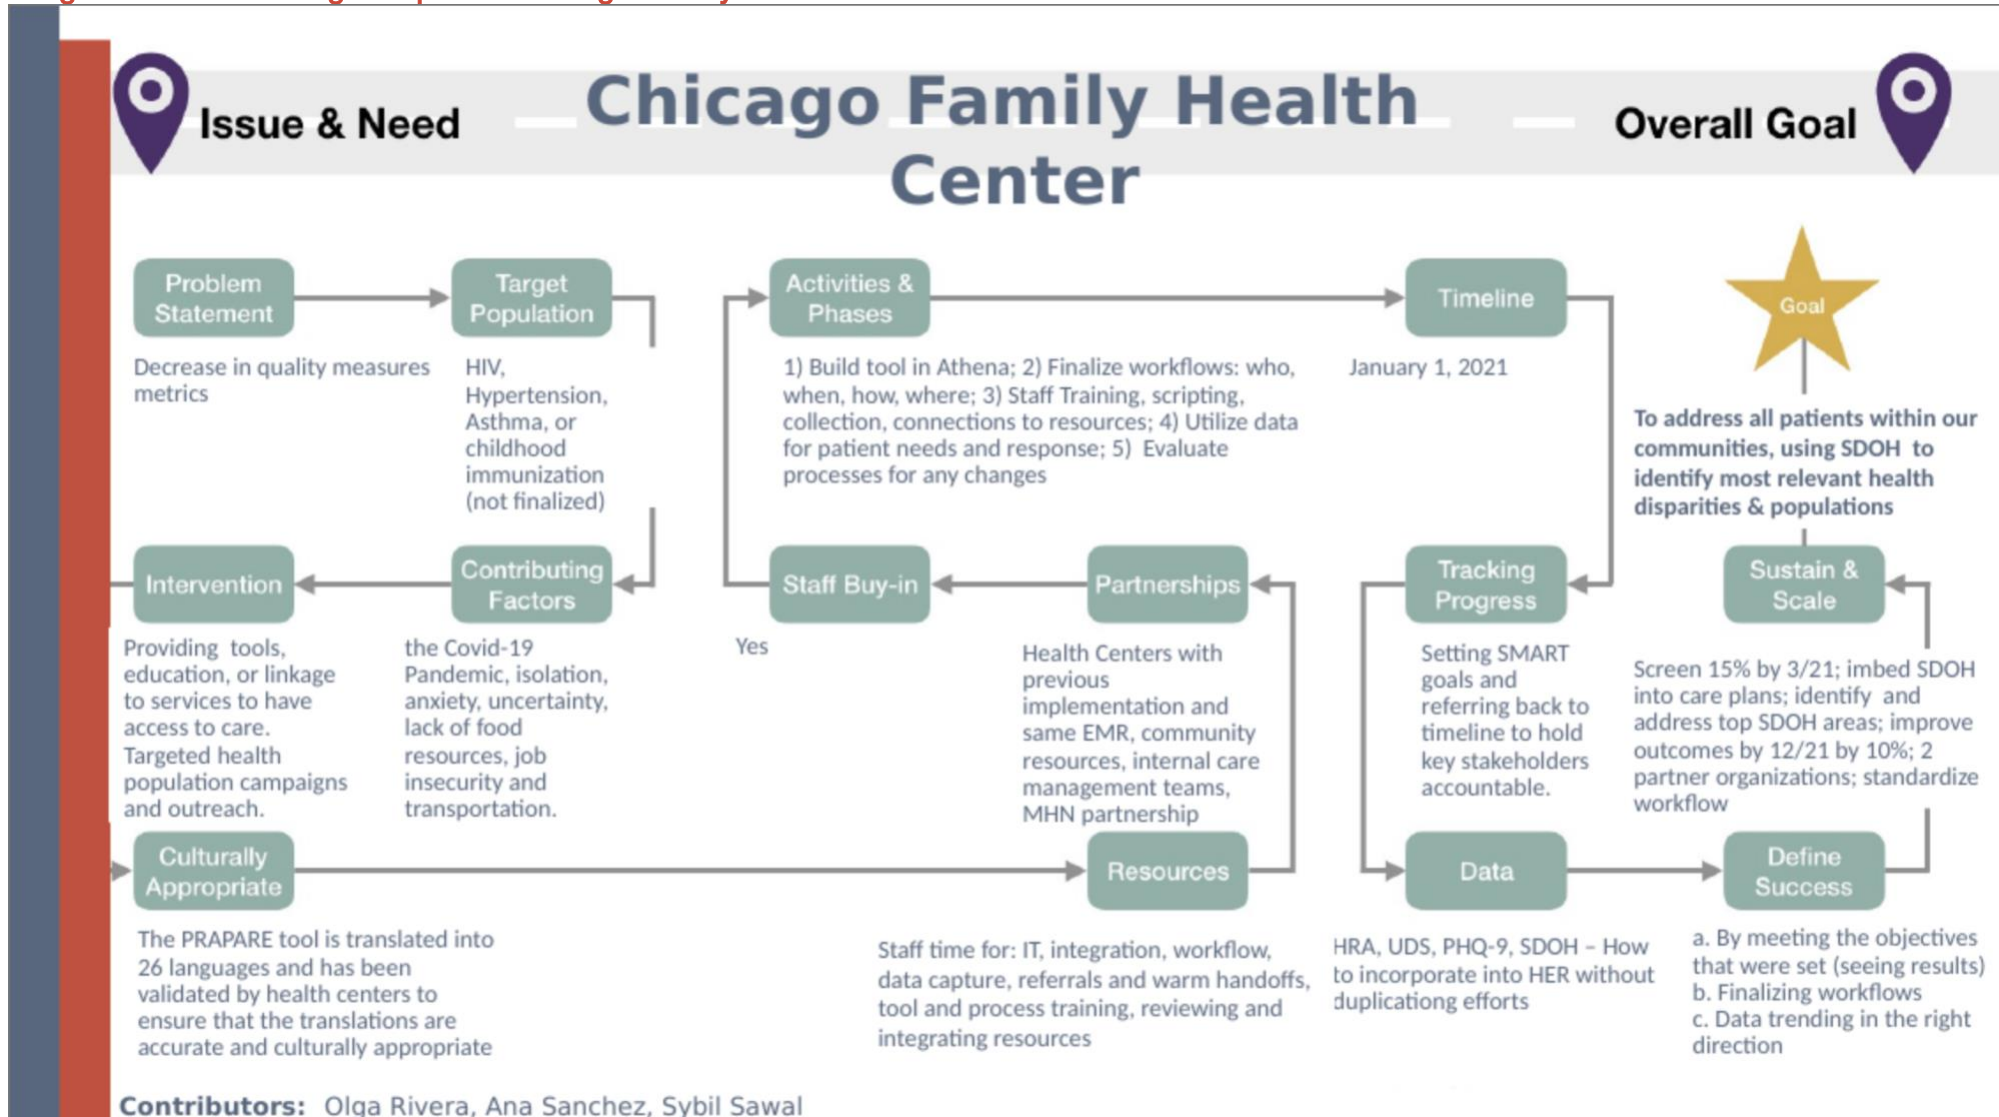 Issue & Need
Chicago Family Health
Center
Overall Goal
Problem
Statement
Decrease in quality measures
metrics
Target
Population
HIV,
Hypertension,
Asthma, or
childhood
immunization
(not finalized)
Activities &
Phases
1) Build tool in Athena; 2) Finalize workflows: who,
when, how, where; 3) Staff Training, scripting,
collection, connections to resources; 4) Utilize data
for patient needs and response; 5) Evaluate
processes for any changes
Timeline
January 1, 2021
Goal
To address all patients within our
communities, using SDOH to
identify most relevant health
disparities & populations
Intervention
Providing tools,
education, or linkage
to services to have
access to care.
Targeted health
population campaigns
and outreach.
Contributing
Factors
the Covid-19
Pandemic, isolation,
anxiety, uncertainty,
lack of food
resources, job
insecurity and
transportation.
Staff Buy-in
Yes
Partnerships
Health Centers with
previous
implementation and
same EMR, community
resources, internal care
management teams,
MHN partnership
Tracking
Progress
Setting SMART
goals and
referring back to
timeline to hold
key stakeholders
accountable.
Sustain &
Scale
Screen 15% by 3/21; imbed SDOH
into care plans; identify and
address top SDOH areas; improve
outcomes by 12/21 by 10%; 2
partner organizations; standardize
workflow
Culturally
Appropriate
The PRAPARE tool is translated into
26 languages and has been
validated by health centers to
ensure that the translations are
accurate and culturally appropriate
Resources
Staff time for: IT, integration, workflow,
data capture, referrals and warm handoffs,
tool and process training, reviewing and
integrating resources
Data
HRA, UDS, PHQ-9, SDOH – How
to incorporate into HER without
duplicationg efforts
Define
Success
a. By meeting the objectives
that were set (seeing results)
b. Finalizing workflows
c. Data trending in the right
direction
Contributors: Olga Rivera, Ana Sanchez, Sybil Sawal